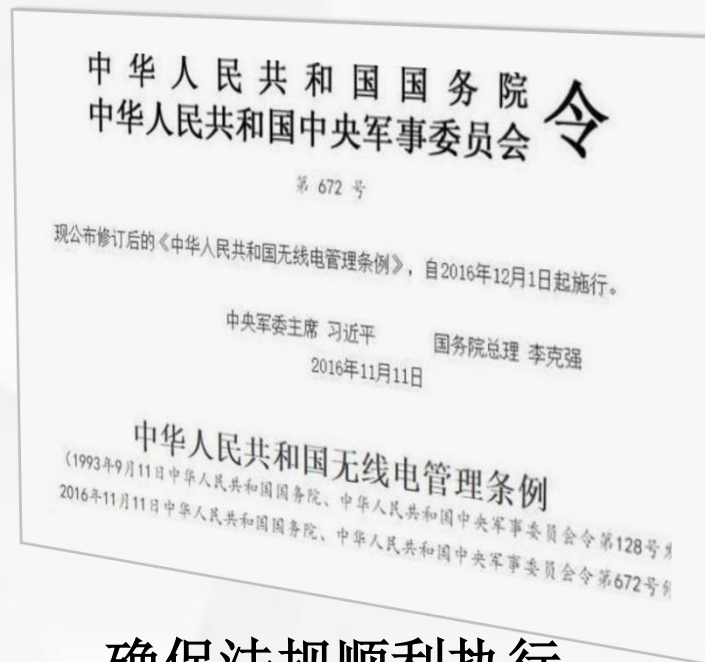 中华人民共和国国务院
中华人民共和国中央军事委员会 令
第 672 号
现公布修订后的《中华人民共和国无线电管理条例》，自2016年12月1日起施行。
中央军委主席 习近平 国务院总理 李克强
2016年11月11日
中华人民共和国无线电管理条例
（1993年9月11日中华人民共和国国务院、中华人民共和国中央军事委员会令第128号
2016年11月11日中华人民共和国国务院、中华人民共和国中央军事委员会令第672号
确保法规顺利执行